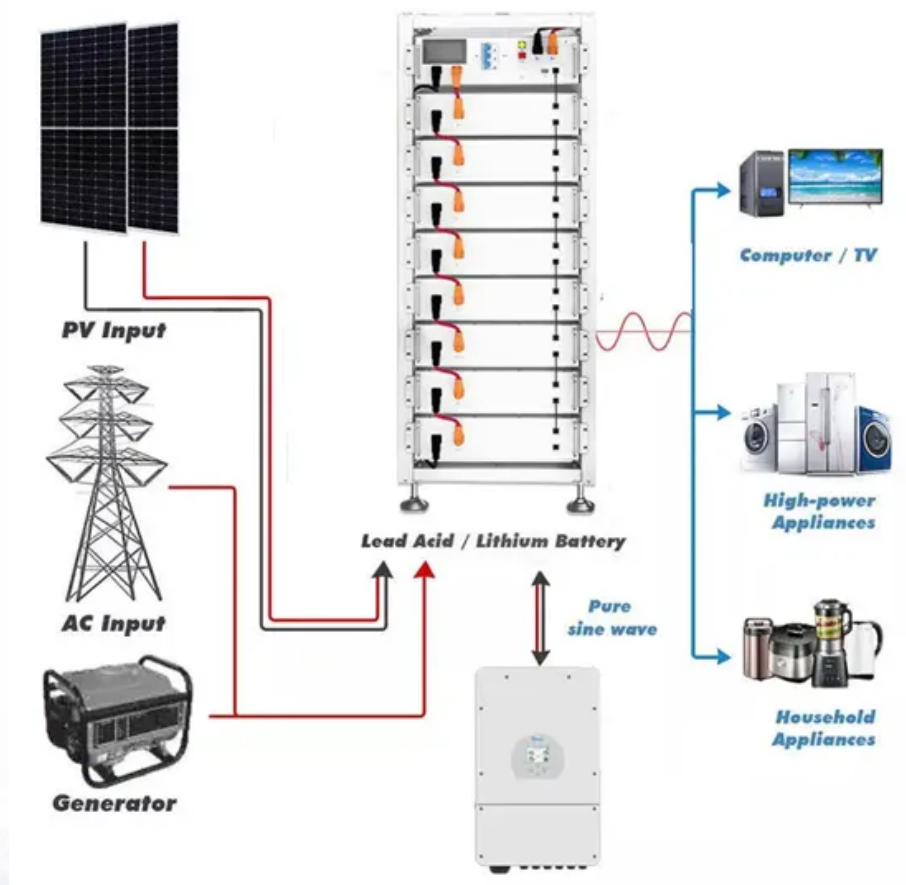 PV Input
AC Input
Generator
Lead Acid / Lithium Battery
Pure
sine wave
Computer / TV
High-power
Appliances
Household
Appliances